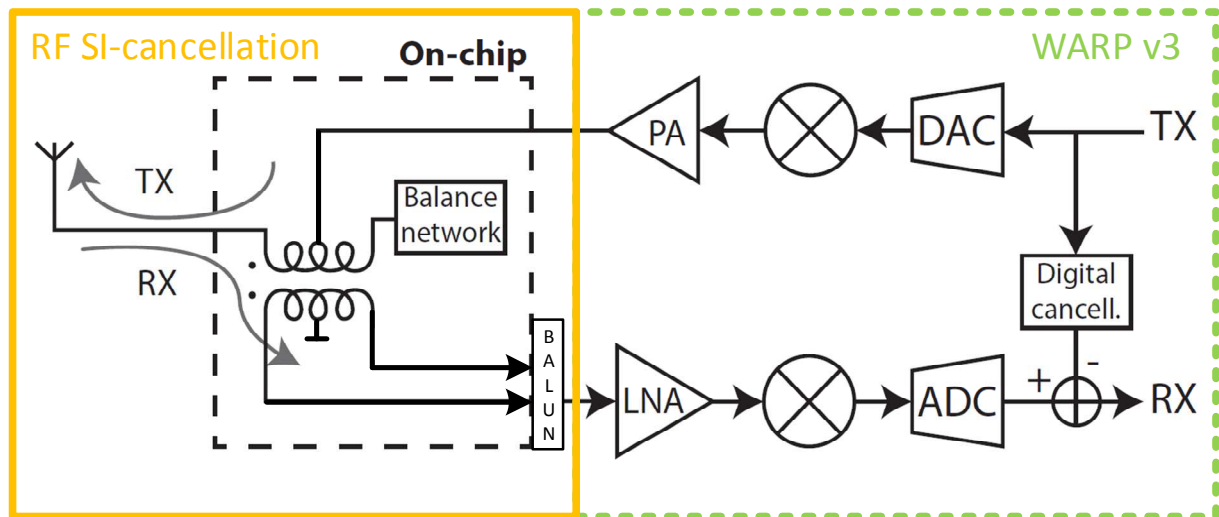 RF SI-cancellation
WARP v3
On-chip
PA
DAC
TX
TX
Balance
network
RX
Digital
cancell.
BALUN
LNA
ADC
+
-
RX